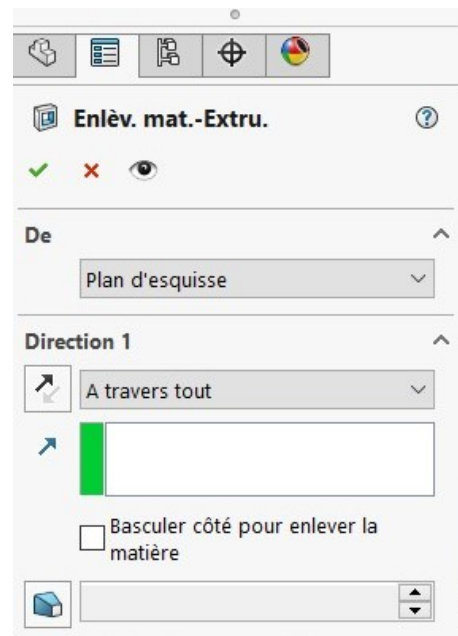 Enlèv. mat.-Extru.
De
Plan d'esquisse
Direction 1
A travers tout
Basculer côté pour enlever la
matière